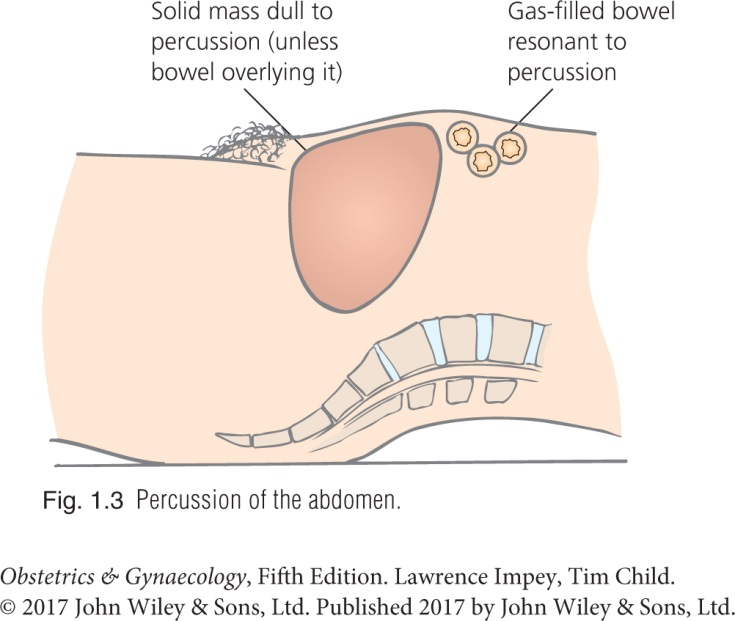 Solid mass dull to
percussion (unless
bowel overlying it)
Gas-filled bowel
resonant to
percussion
Fig. 1.3 Percussion of the abdomen.
Obstetrics & Gynaecology, Fifth Edition. Lawrence Impey, Tim Child.
© 2017 John Wiley & Sons, Ltd. Published 2017 by John Wiley & Sons, Ltd.